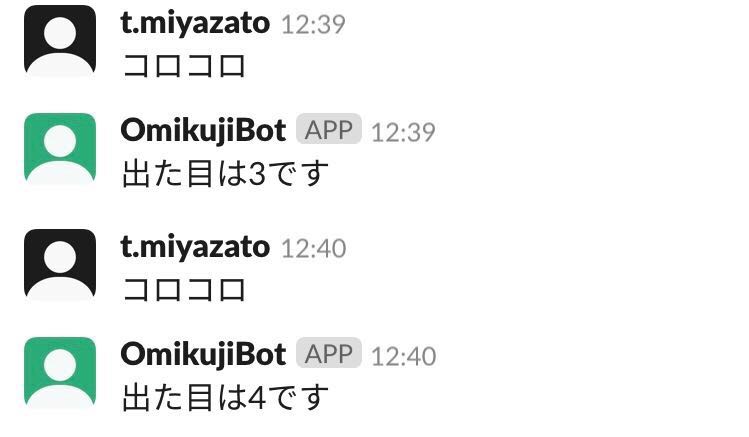 t.miyazato 12:39
コロコロ
OmikujiBot APP 12:39
出た目は3です
t.miyazato 12:40
コロコロ
OmikujiBot APP 12:40
出た目は4です